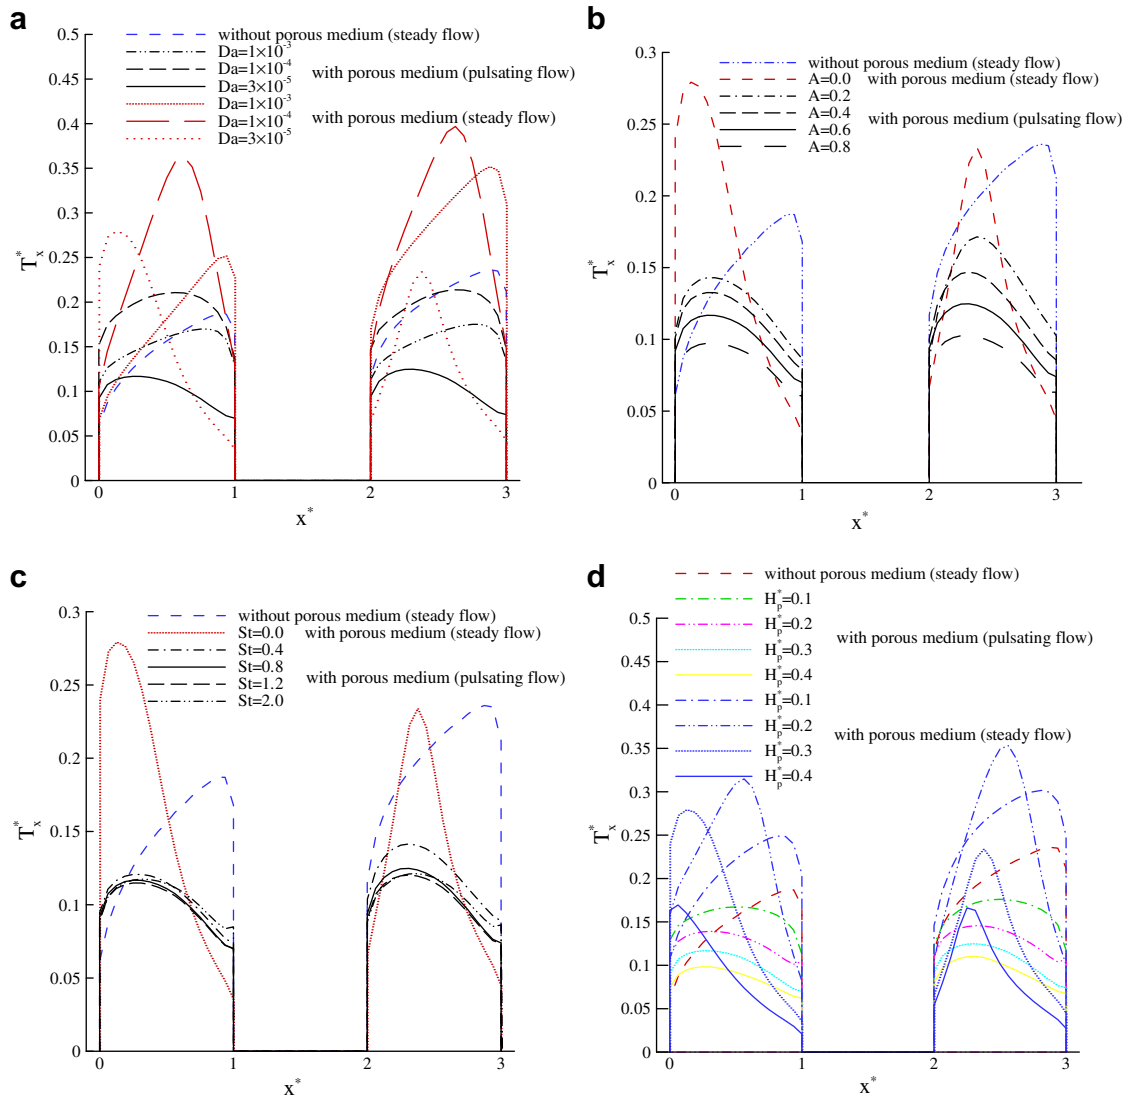 a
0.5
0.45
0.4
0.35
0.3
0.25
0.2
0.15
0.1
0.05
0
T*x
without porous medium (steady flow)
Da=1×10-3
Da=1×10-4
Da=3×10-5
with porous medium (pulsating flow)
Da=1×10-3
Da=1×10-4
Da=3×10-5
with porous medium (steady flow)
0 1 2 3
x*
b
0.3
0.25
0.2
0.15
0.1
0.05
0
T*x
without porous medium (steady flow)
A=0.0 with porous medium (steady flow)
A=0.2
A=0.4
A=0.6
A=0.8
with porous medium (pulsating flow)
0 1 2 3
x*
c
0.3
0.25
0.2
0.15
0.1
0.05
0
T*x
without porous medium (steady flow)
St=0.0 with porous medium (steady flow)
St=0.4
St=0.8
St=1.2
St=2.0
with porous medium (pulsating flow)
0 1 2 3
x*
d
0.5
0.45
0.4
0.35
0.3
0.25
0.2
0.15
0.1
0.05
0
T*x
without porous medium (steady flow)
H*p=0.1
H*p=0.2
H*p=0.3
H*p=0.4
with porous medium (pulsating flow)
H*p=0.1
H*p=0.2
H*p=0.3
H*p=0.4
with porous medium (steady flow)
0 1 2 3
x*